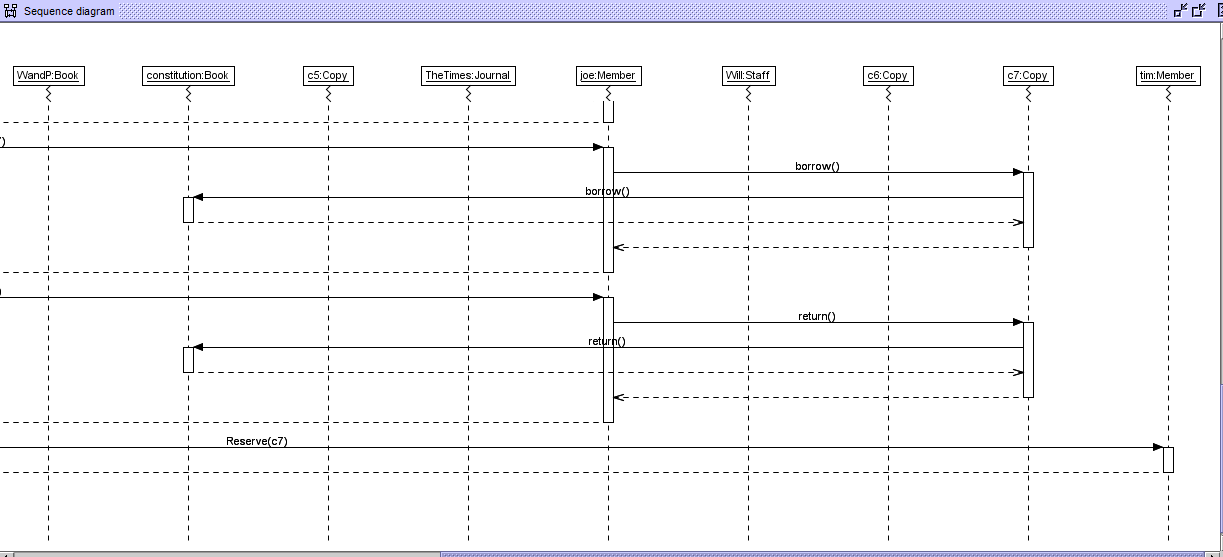 Sequence diagram
WandP:Book constitution:Book c5:Copy TheTimes:Journal joe:Member Will:Staff c6:Copy c7:Copy tim:Member
borrow()
borrow()
return()
return()
Reserve(c7)